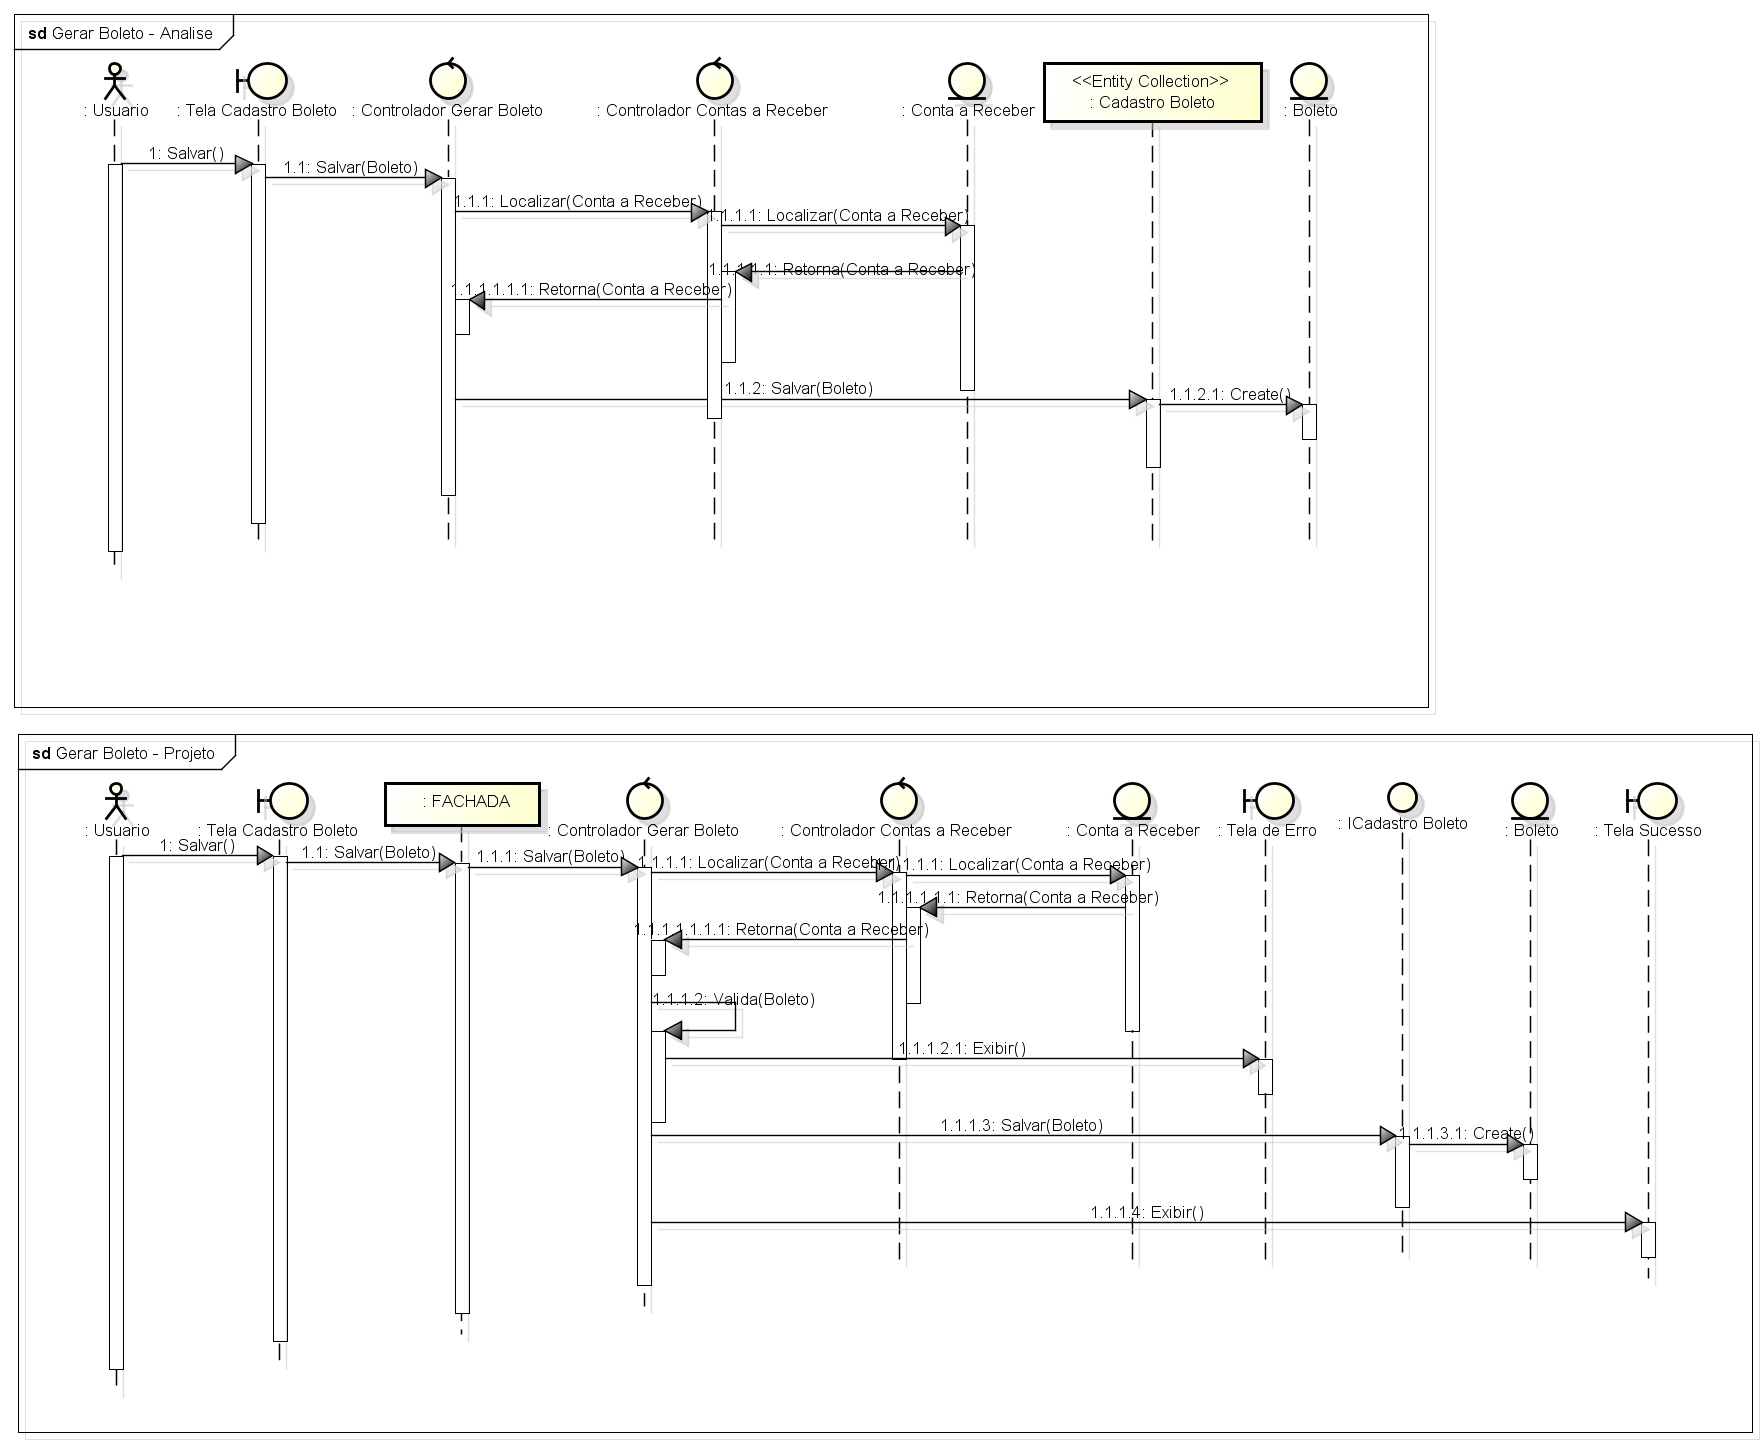 sd Gerar Boleto - Analise
: Usuario
: Tela Cadastro Boleto
: Controlador Gerar Boleto
: Controlador Contas a Receber
: Conta a Receber
<<Entity Collection>>
: Cadastro Boleto
: Boleto
1: Salvar()
1.1: Salvar(Boleto)
1.1.1: Localizar(Conta a Receber)
1.1.1.1: Localizar(Conta a Receber)
1.1.1.1.1: Retorna(Conta a Receber)
1.1.1.1.1.1: Retorna(Conta a Receber)
1.1.2: Salvar(Boleto)
1.1.2.1: Create()
sd Gerar Boleto - Projeto
: Usuario
: Tela Cadastro Boleto
: FACHADA
: Controlador Gerar Boleto
: Controlador Contas a Receber
: Conta a Receber
: Tela de Erro
: ICadastro Boleto
: Boleto
: Tela Sucesso
1: Salvar()
1.1: Salvar(Boleto)
1.1.1: Salvar(Boleto)
1.1.1.1: Localizar(Conta a Receber)
1.1.1.1.1: Localizar(Conta a Receber)
1.1.1.1.1.1: Retorna(Conta a Receber)
1.1.1.1.1.1.1: Retorna(Conta a Receber)
1.1.1.2: Valida(Boleto)
1.1.1.2.1: Exibir()
1.1.1.3: Salvar(Boleto)
1.1.1.3.1: Create()
1.1.1.4: Exibir()